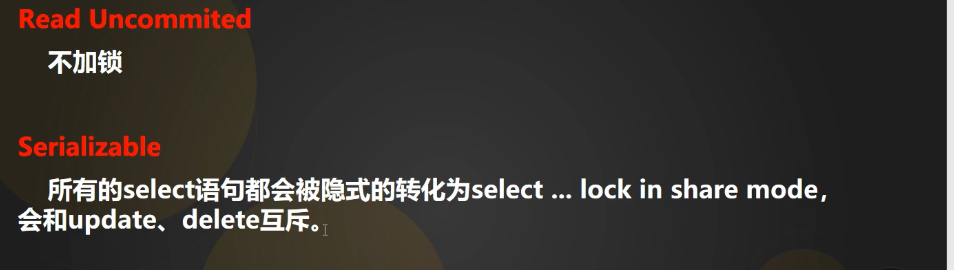 Read Uncommited
不加锁
Serializable
所有的select语句都会被隐式的转化为select ... lock in share mode，
会和update、delete互斥。